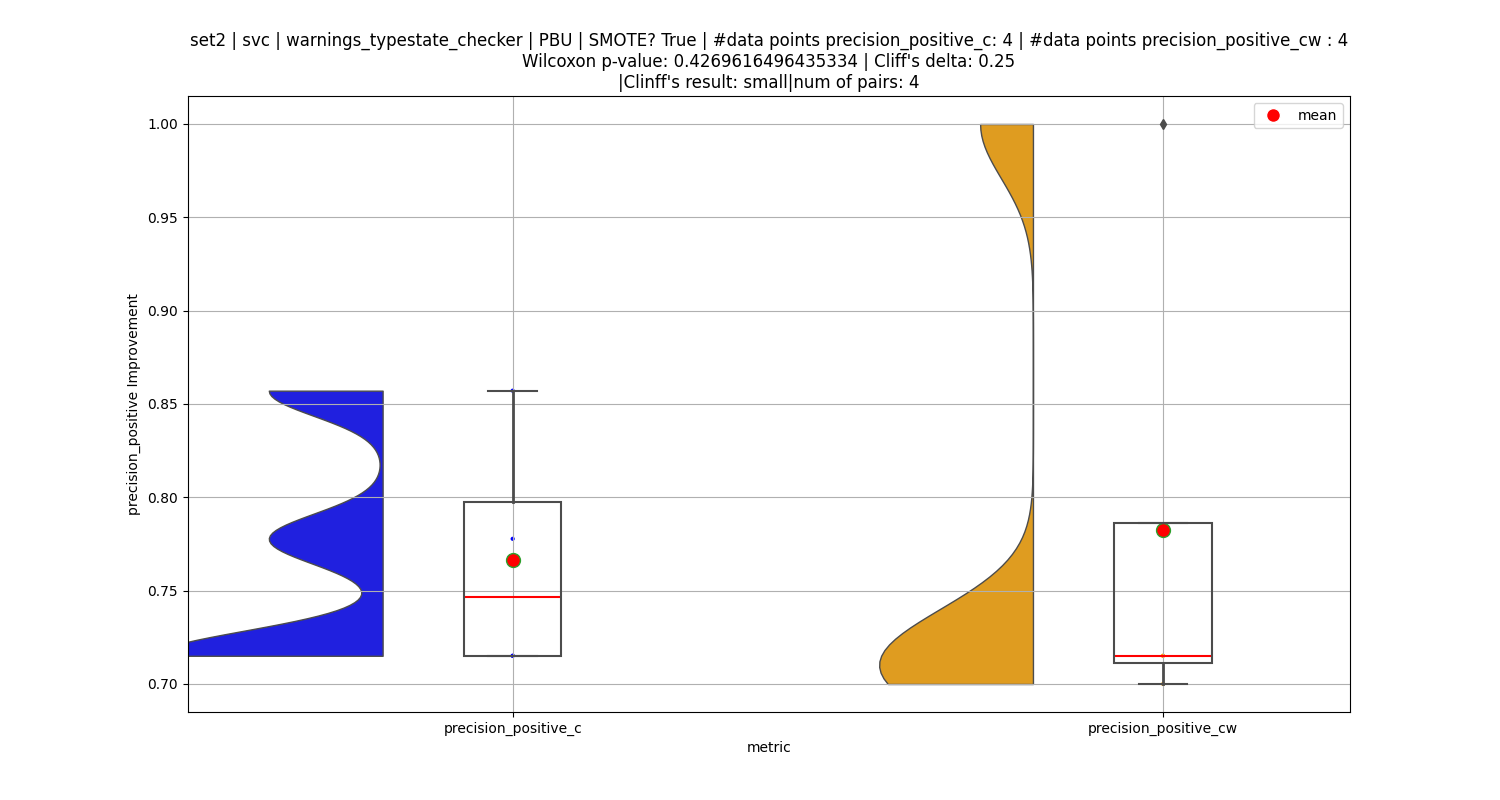 set2 | svc | warnings_typestate_checker | PBU | SMOTE? True | #data points precision_positive_c: 4 | #data points precision_positive_cw : 4
Wilcoxon p-value: 0.4269616496435334 | Cliff's delta: 0.25
|Clinff's result: small|num of pairs: 4
mean
1.00
0.95
0.90
0.85
0.80
0.75
0.70
precision_positive Improvement
precision_positive_c
precision_positive_cw
metric